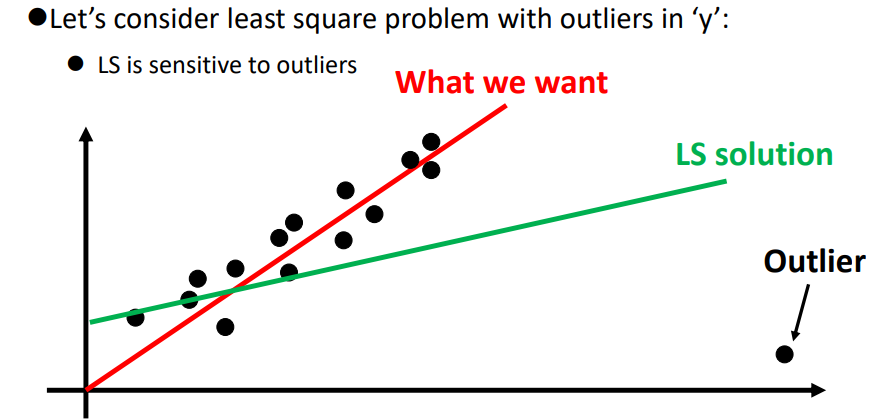 ●Let’s consider least square problem with outliers in ‘y’:
● LS is sensitive to outliers
What we want
LS solution
Outlier